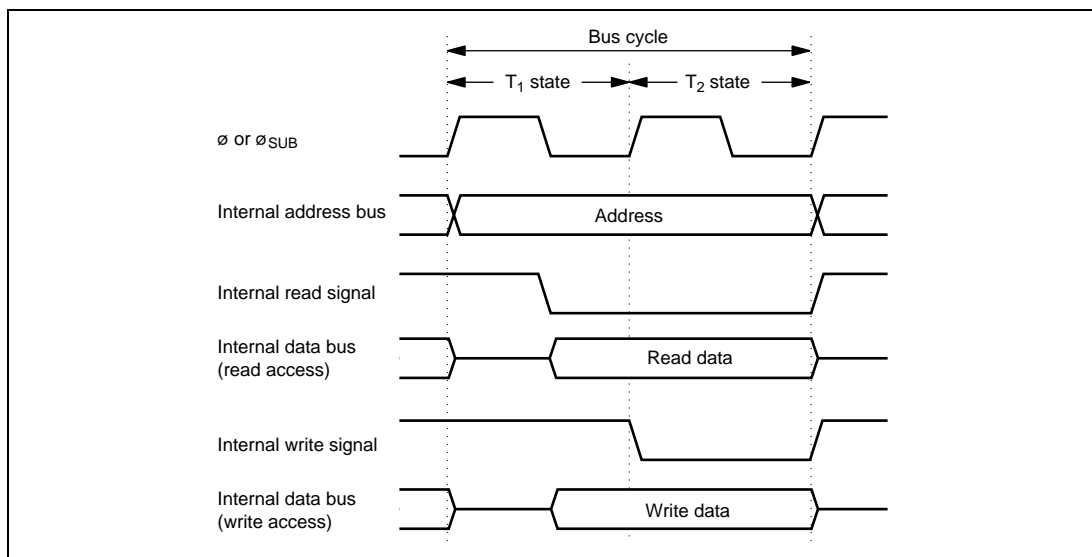 Bus cycle
T₁ state
T₂ state
ø or ø_SUB
Internal address bus
Address
Internal read signal
Internal data bus
(read access)
Read data
Internal write signal
Internal data bus
(write access)
Write data